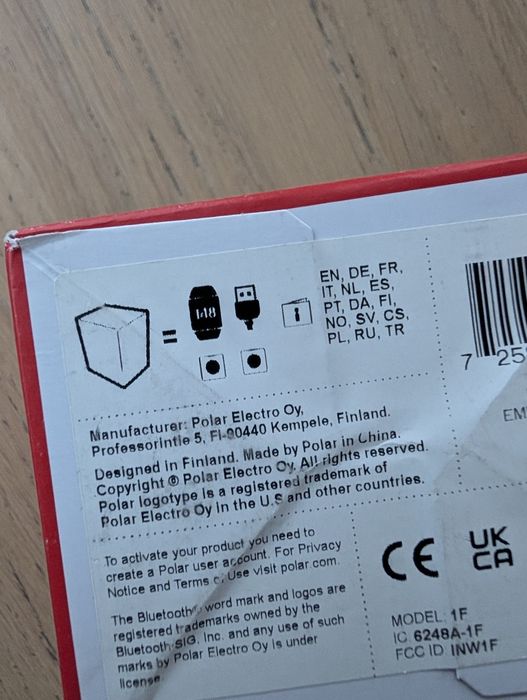 EN, DE, FR,
IT, NL, ES,
PT, DA, FI,
NO, SV, CS,
PL, RU, TR
7 25
Manufacturer: Polar Electro Oy,
Professorintie 5, FI-90440 Kempele, Finland.
Designed in Finland. Made by Polar in China.
Copyright © Polar Electro Oy. All rights reserved.
Polar logotype is a registered trademark of
Polar Electro Oy in the U.S and other countries.
EM
To activate your product you need to
create a Polar user account. For Privacy
Notice and Terms of Use visit polar.com.
The Bluetooth® word mark and logos are
registered trademarks owned by the
Bluetooth SIG, Inc. and any use of such
marks by Polar Electro Oy is under
license.
CE
UK
CA
MODEL: 1F
IC 6248A-1F
FCC ID INW1F